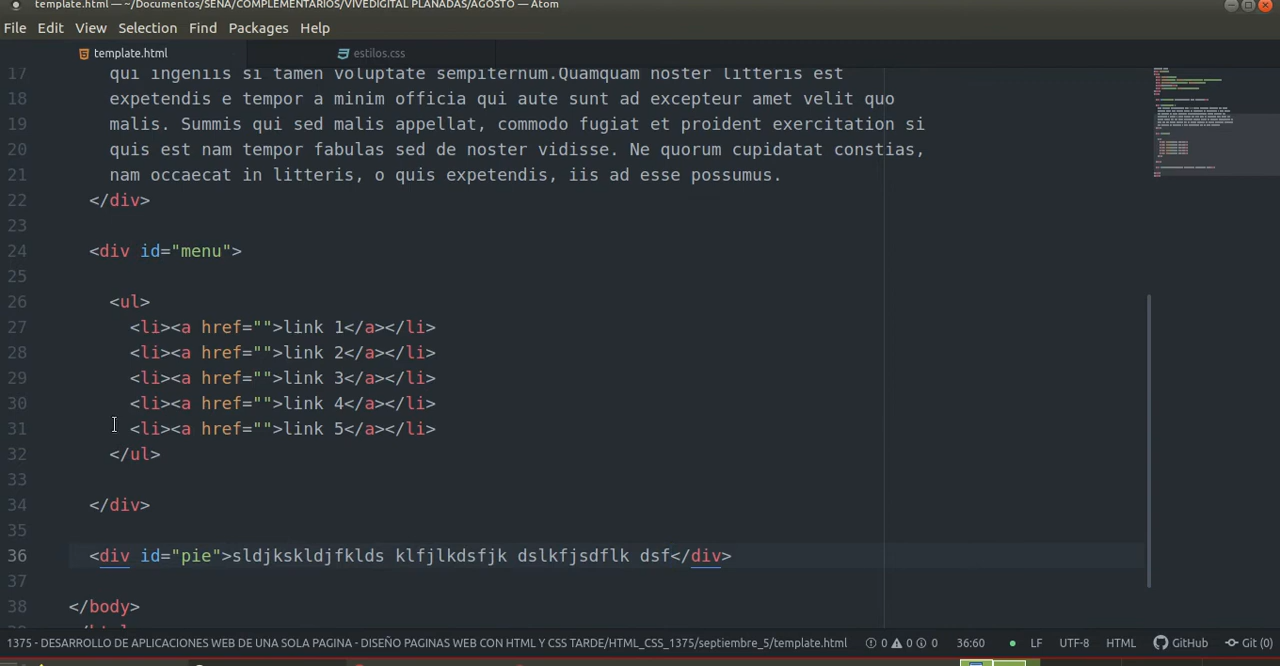 template.html — ~/Documentos/SENA/COMPLEMENTARIOS/VIVEDIGITAL PLANADAS/AGOSTO — Atom
File Edit View Selection Find Packages Help
template.html estilos.css
17 qui ingeniis si tamen voluptate sempiternum.Quamquam noster litteris est
18 expetendis e tempor a minim officia qui aute sunt ad excepteur amet velit quo
19 malis. Summis qui sed malis appellat, commodo fugiat et proident exercitation si
20 quis est nam tempor fabulas sed de noster vidisse. Ne quorum cupidatat constias,
21 nam occaecat in litteris, o quis expetendis, iis ad esse possumus.
22 </div>
23
24 <div id="menu">
25
26 <ul>
27 <li><a href="">link 1</a></li>
28 <li><a href="">link 2</a></li>
29 <li><a href="">link 3</a></li>
30 <li><a href="">link 4</a></li>
31 <li><a href="">link 5</a></li>
32 </ul>
33
34 </div>
35
36 <div id="pie">sldjkskldjfklds klfjlkdsfjk dslkfjsdflk dsf</div>
37
38 </body>
1375 - DESARROLLO DE APLICACIONES WEB DE UNA SOLA PAGINA - DISEÑO PAGINAS WEB CON HTML Y CSS TARDE/HTML_CSS_1375/septiembre_5/template.html 0 0 0 36:60 LF UTF-8 HTML GitHub Git (0)